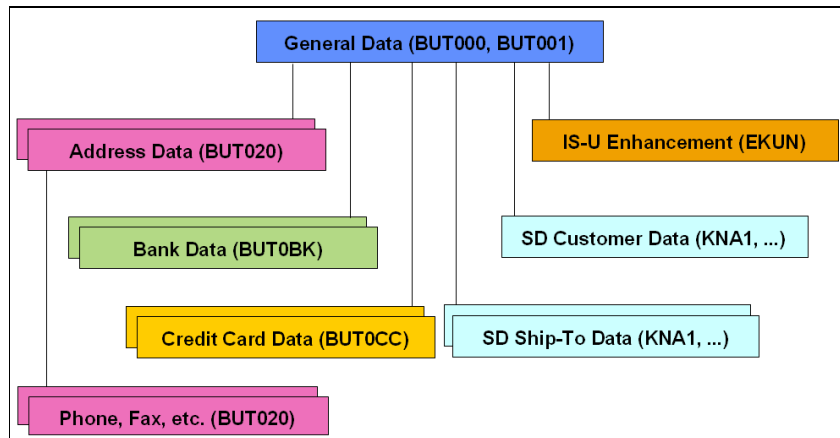 General Data (BUT000, BUT001)
IS-U Enhancement (EKUN)
Address Data (BUT020)
SD Customer Data (KNA1, ...)
Bank Data (BUT0BK)
Credit Card Data (BUT0CC)
SD Ship-To Data (KNA1, ...)
Phone, Fax, etc. (BUT020)